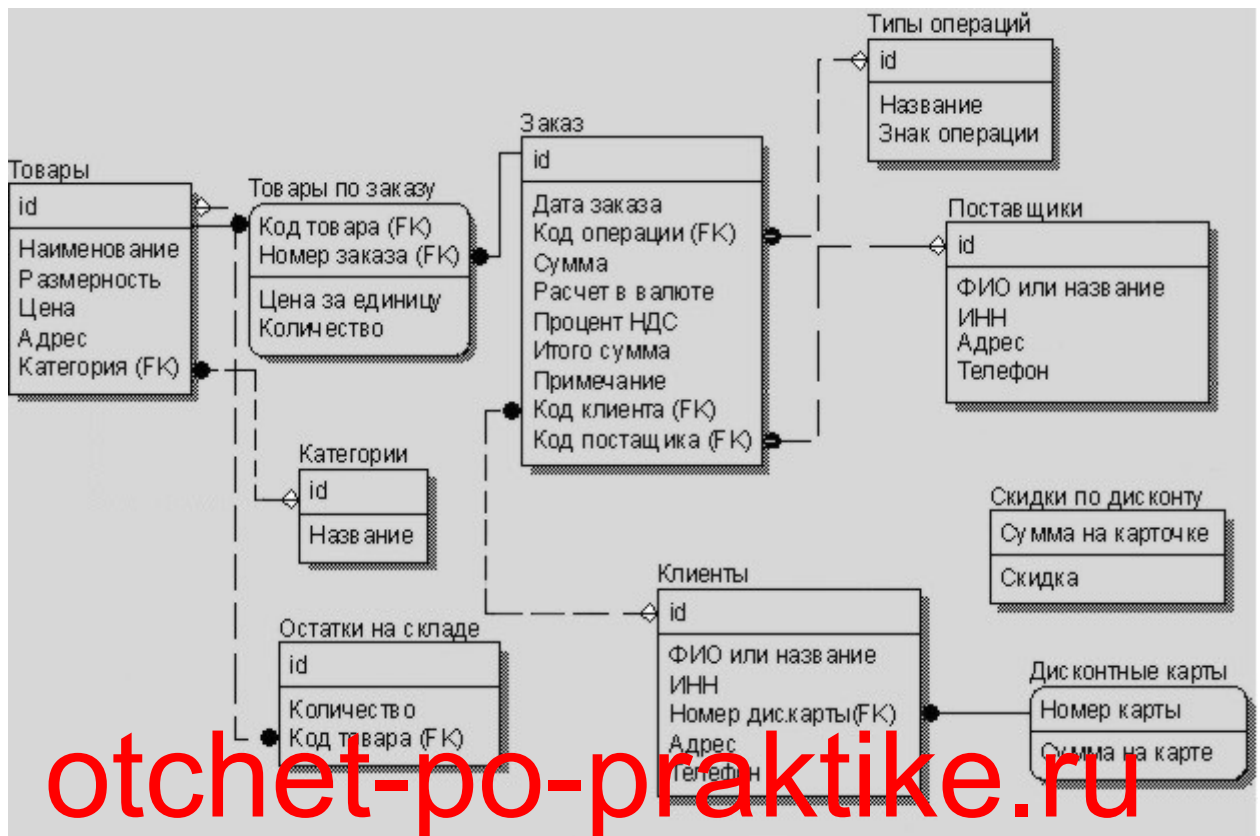 Типы операций
id
Название
Знак операции
Заказ
id
Дата заказа
Код операции (FK)
Сумма
Расчет в валюте
Процент НДС
Итого сумма
Примечание
Код клиента (FK)
Код постащика (FK)
Товары
id
Наименование
Размерность
Цена
Адрес
Категория (FK)
Товары по заказу
Код товара (FK)
Номер заказа (FK)
Цена за единицу
Количество
Поставщики
id
ФИО или название
ИНН
Адрес
Телефон
Категории
id
Название
Скидки по дисконту
Сумма на карточке
Скидка
Клиенты
id
ФИО или название
ИНН
Номер дис.карты(FK)
Адрес
Телефон
Остатки на складе
id
Количество
Код тавара (FK)
Дисконтные карты
Номер карты
Сумма на карте
otchet-po-praktike.ru